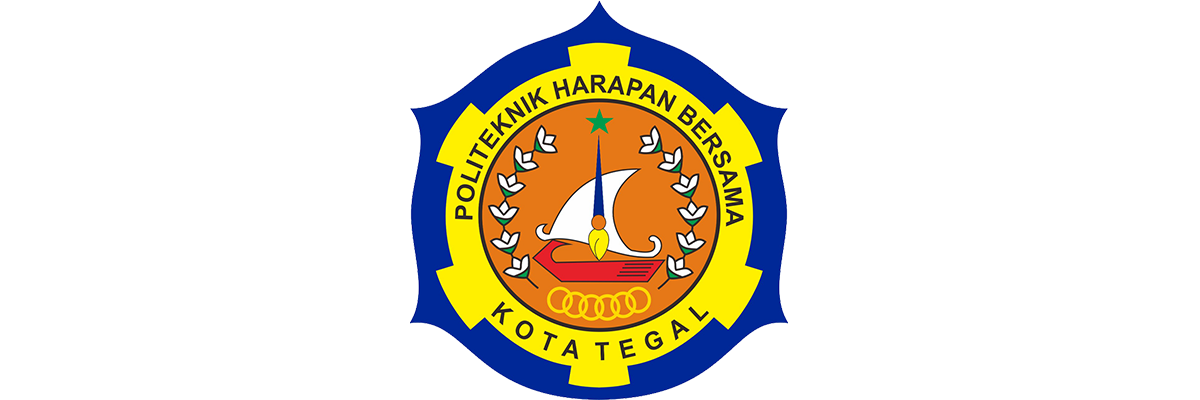 POLITEKNIK HARAPAN BERSAMA
KOTA TEGAL